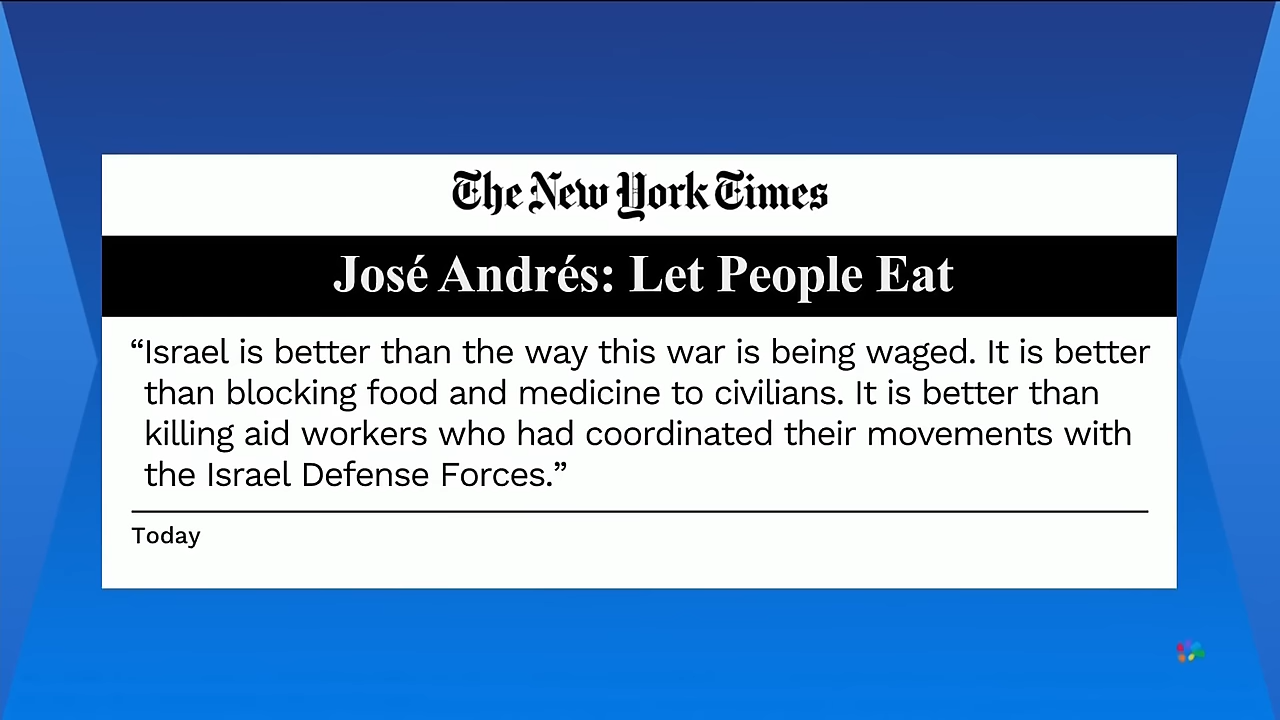 The New York Times
José Andrés: Let People Eat
“Israel is better than the way this war is being waged. It is better
than blocking food and medicine to civilians. It is better than
killing aid workers who had coordinated their movements with
the Israel Defense Forces.”
Today